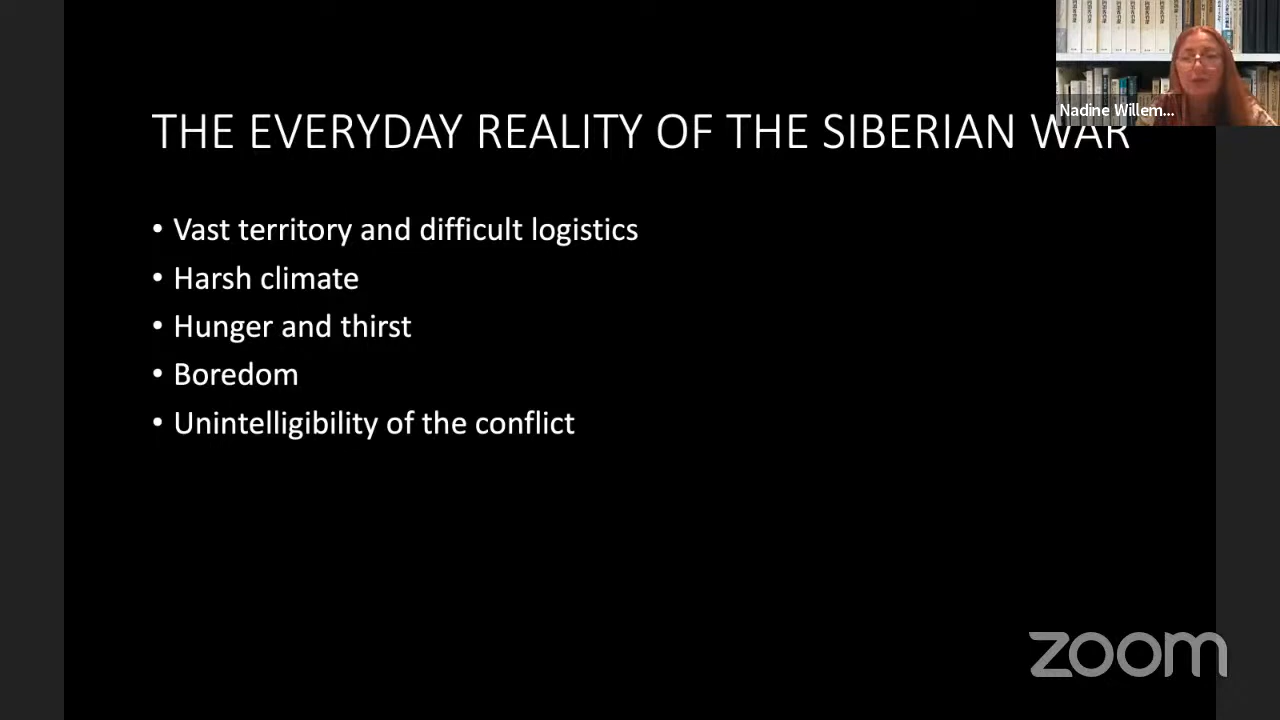 Nadine Willem...
THE EVERYDAY REALITY OF THE SIBERIAN WAR
• Vast territory and difficult logistics
• Harsh climate
• Hunger and thirst
• Boredom
• Unintelligibility of the conflict
zoom